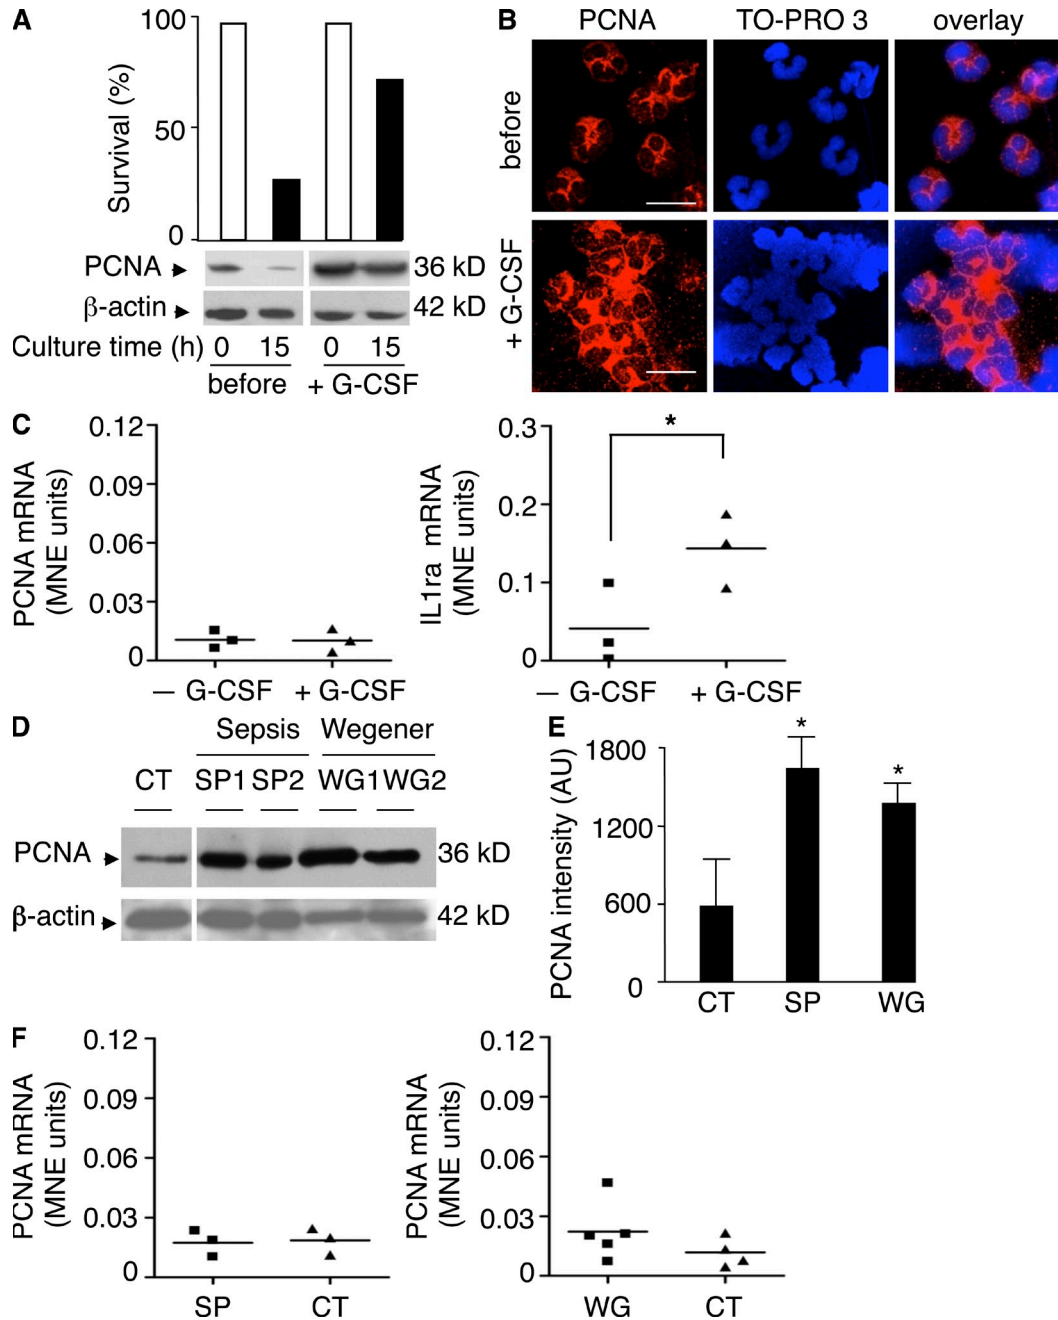 A
100
50
0
Survival (%)
PCNA
36 kD
β-actin
42 kD
Culture time (h) 0 15 0 15
before + G-CSF
B
PCNA TO-PRO 3 overlay
before
+ G-CSF
C
0.12
0.09
0.06
0.03
0
PCNA mRNA
(MNE units)
– G-CSF + G-CSF
0.3
0.2
0.1
0
IL1ra mRNA
(MNE units)
*
– G-CSF + G-CSF
D
Sepsis Wegener
CT SP1 SP2 WG1 WG2
PCNA
36 kD
β-actin
42 kD
E
1800
1200
600
0
PCNA intensity (AU)
* *
CT SP WG
F
0.12
0.09
0.06
0.03
0
PCNA mRNA
(MNE units)
SP CT
0.12
0.09
0.06
0.03
0
PCNA mRNA
(MNE units)
WG CT